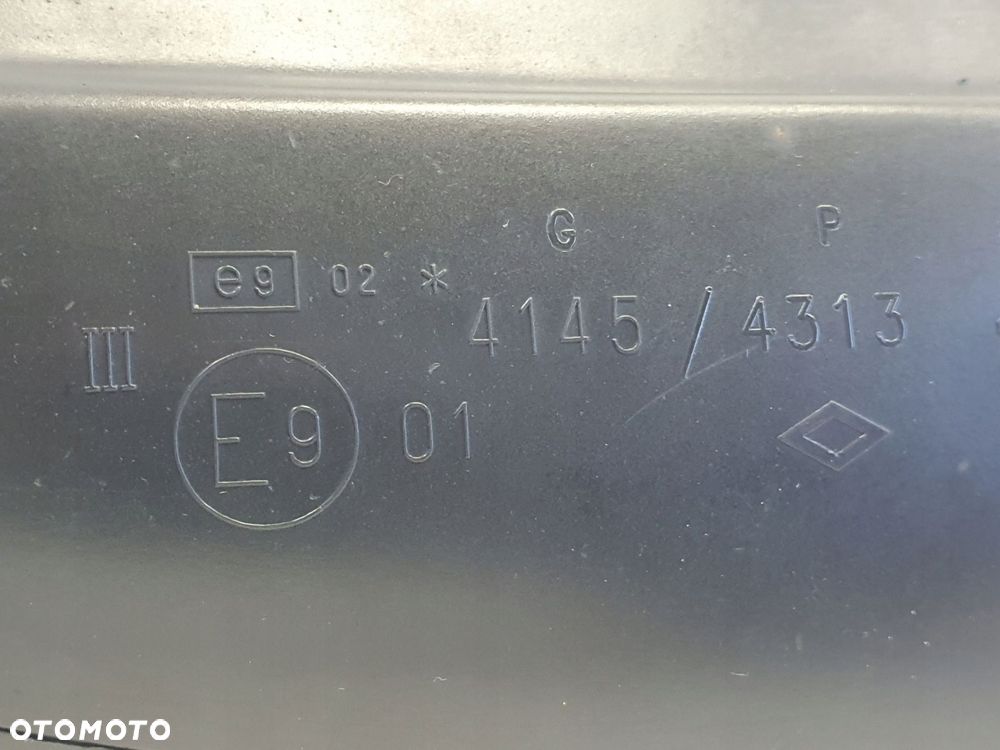 G P
e9 02 *
4145 / 4313
III
E9 01
OTOMOTO